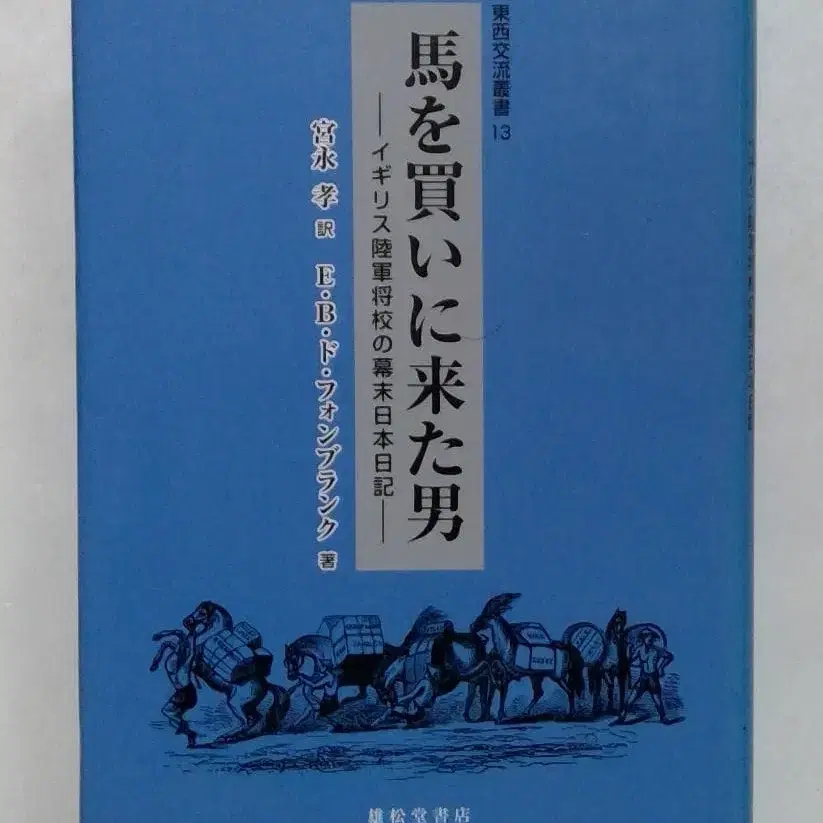 東西交流叢書 13
馬を買いに来た男
――イギリス陸軍将校の幕末日本日記――
宮永 孝 訳 E・B・ド・フォンブランク 著
雄松堂書店